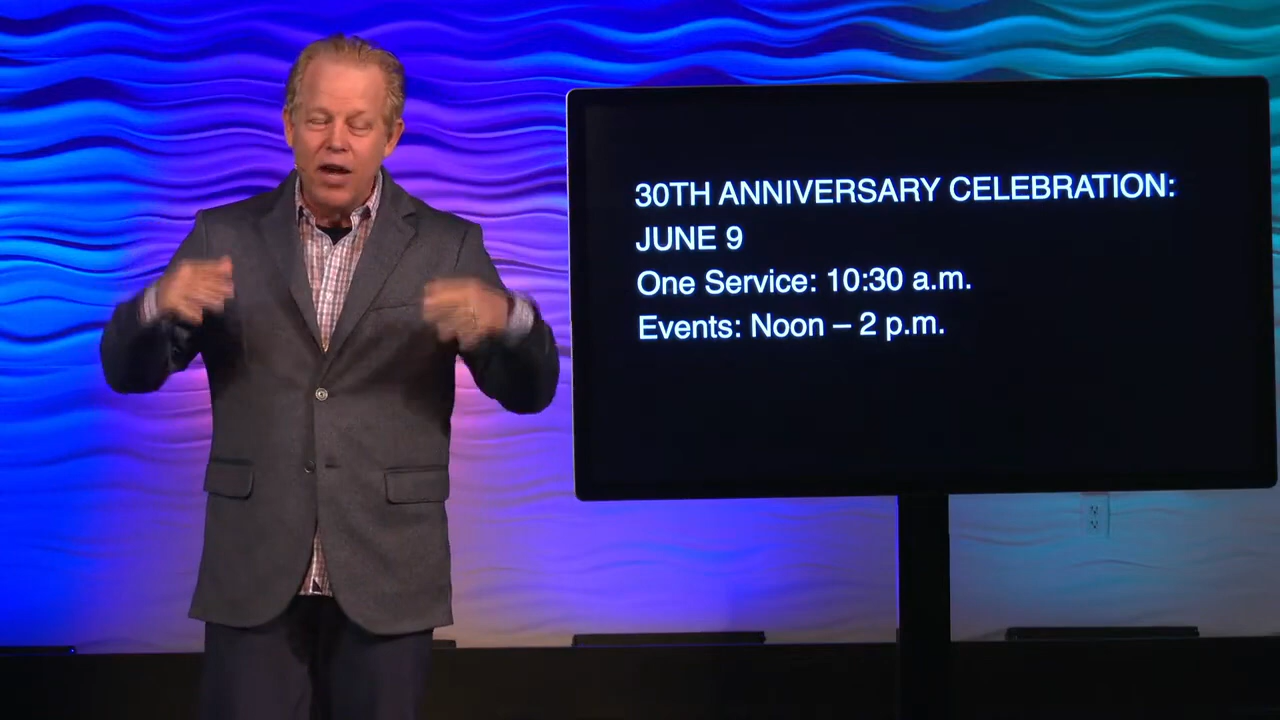 30TH ANNIVERSARY CELEBRATION:
JUNE 9
One Service: 10:30 a.m.
Events: Noon – 2 p.m.